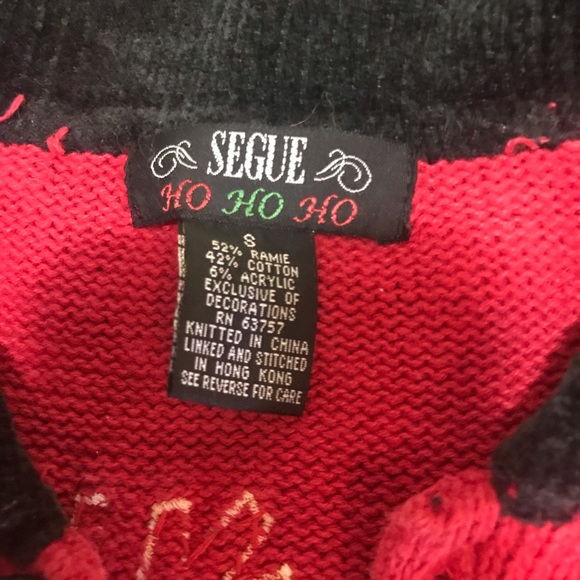 SEGUE
HO HO HO
S
52% RAMIE
42% COTTON
6% ACRYLIC
EXCLUSIVE OF
DECORATIONS
RN 63757
KNITTED IN CHINA
LINKED AND STITCHED
IN HONG KONG
SEE REVERSE FOR CARE